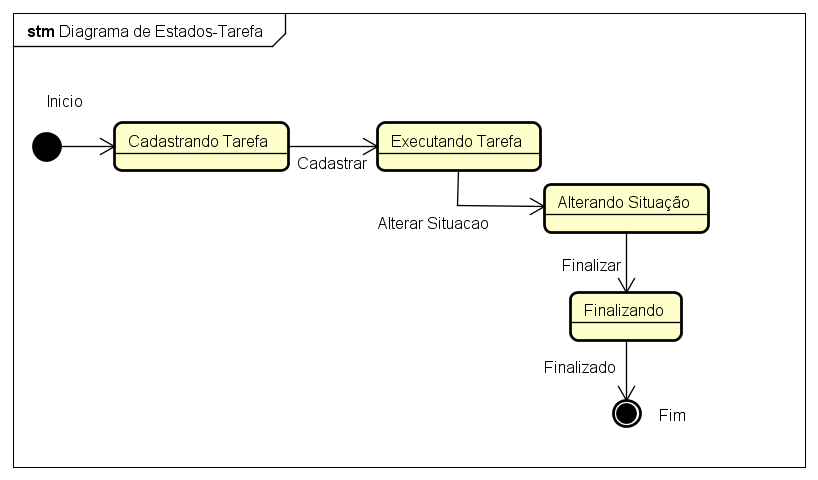 stm Diagrama de Estados-Tarefa
Inicio
Cadastrando Tarefa
Cadastrar
Executando Tarefa
Alterar Situacao
Alterando Situação
Finalizar
Finalizando
Finalizado
Fim